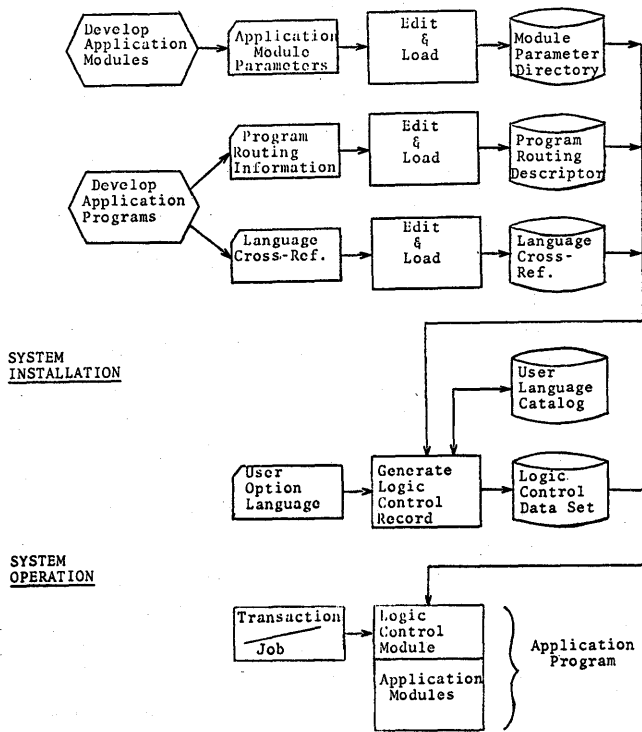 Develop
Application
Modules
Application
Module
Parameters
Edit
&
Load
Module
Parameter
Directory
Develop
Application
Programs
Program
Routing
Information
Edit
&
Load
Program
Routing
Descriptor
Language
Cross-Ref.
Edit
&
Load
Language
Cross-
Ref.
SYSTEM
INSTALLATION
User
Language
Catalog
User
Option
Language
Generate
Logic
Control
Record
Logic
Control
Data Set
SYSTEM
OPERATION
Transaction
Job
Logic
Control
Module
Application
Modules
Application
Program